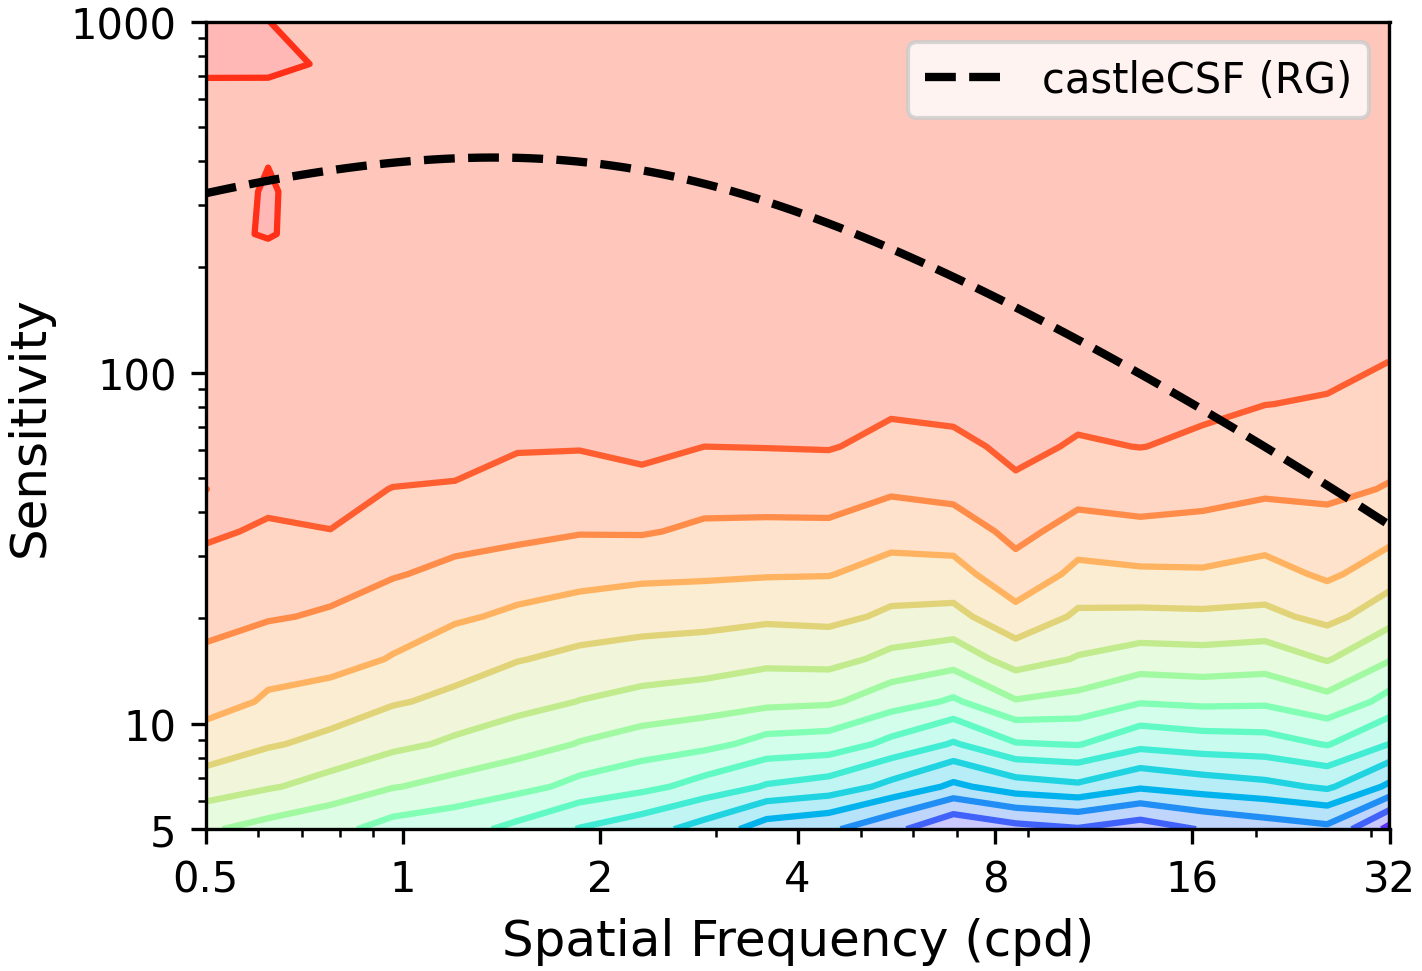 1000
castleCSF (RG)
Sensitivity
100
10
5
0.5 1 2 4 8 16 32
Spatial Frequency (cpd)